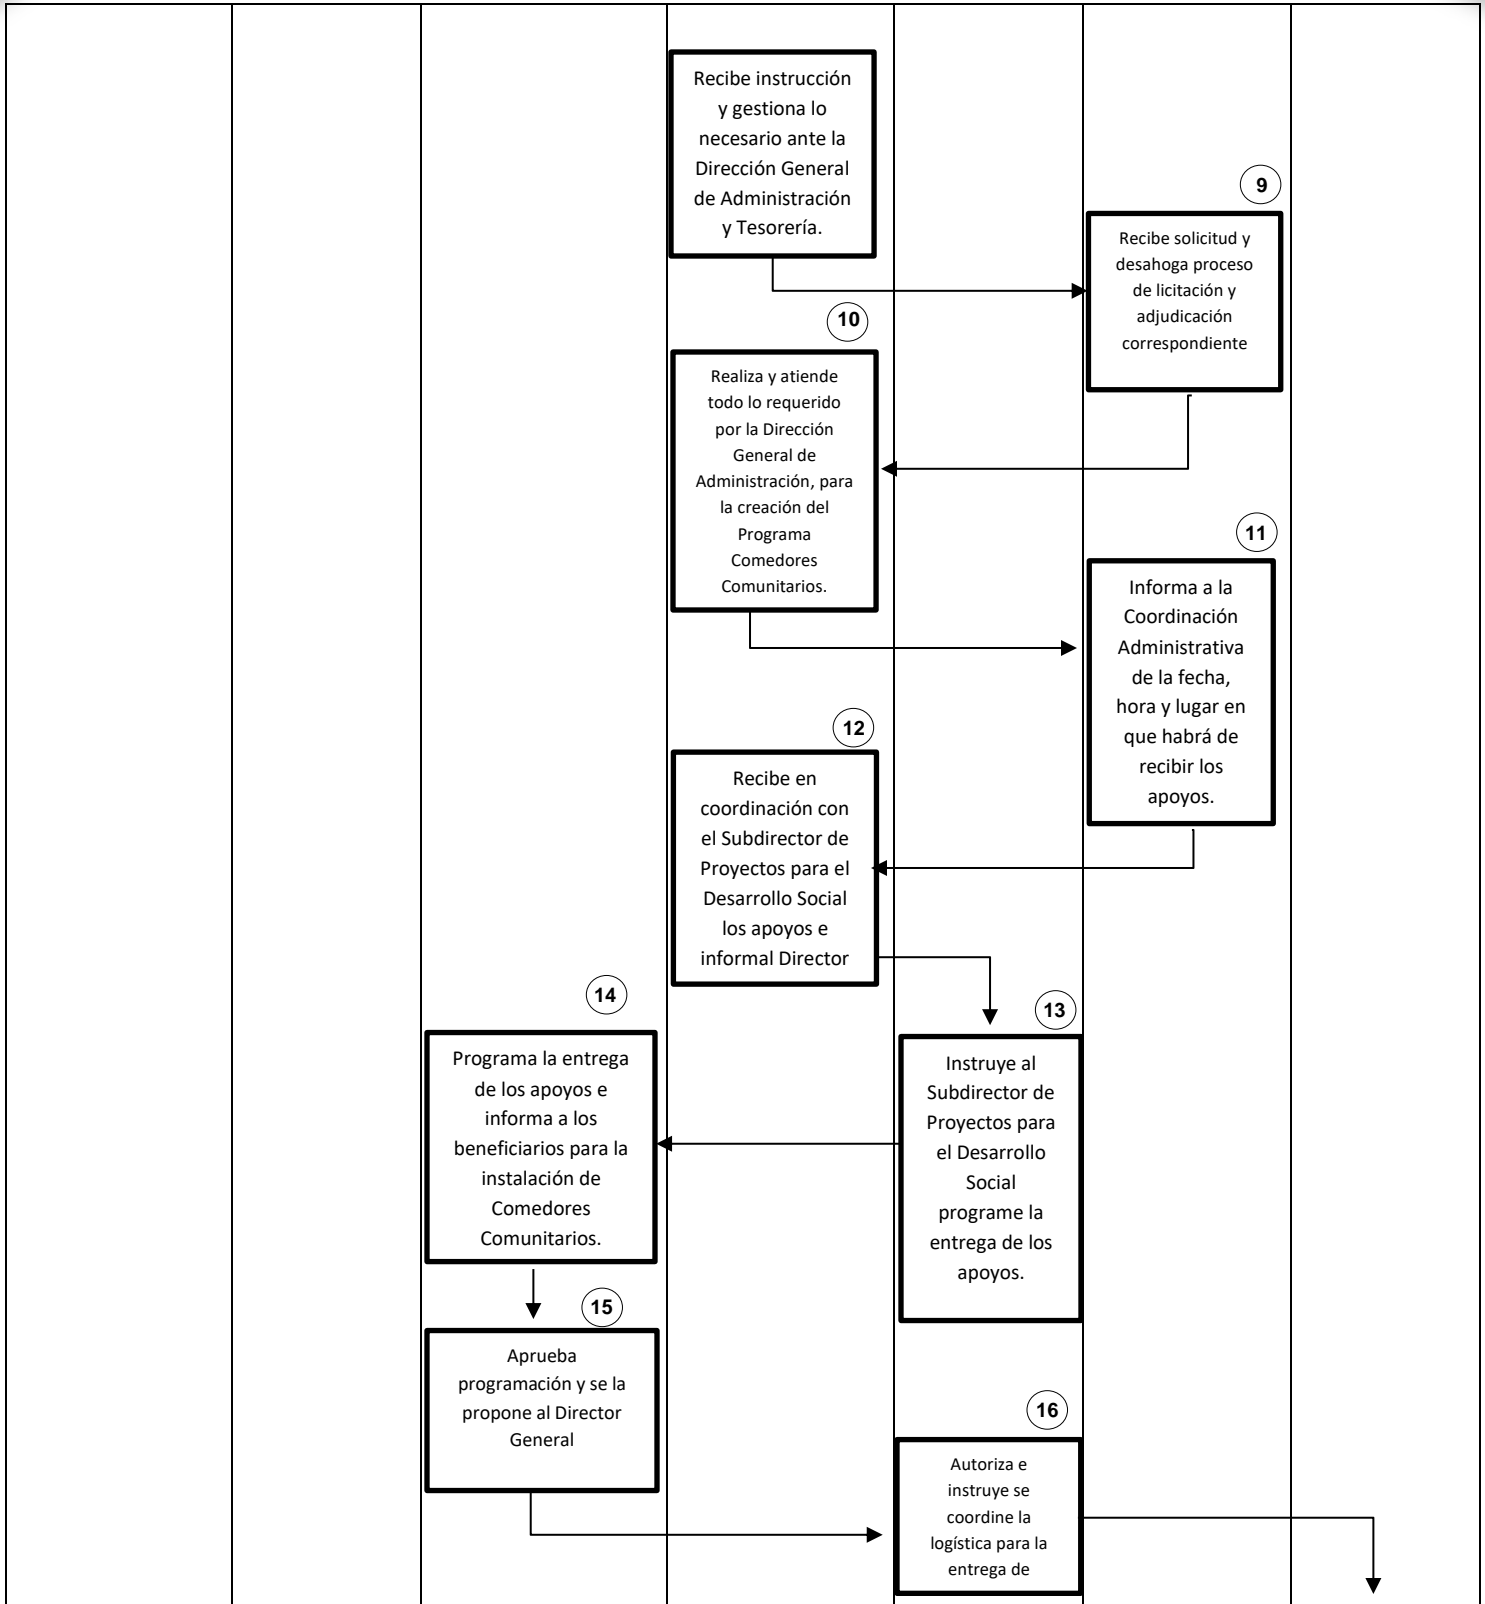 Recibe instrucción
y gestiona lo
necesario ante la
Dirección General
de Administración
y Tesorería.
9
Recibe solicitud y
desahoga proceso
de licitación y
adjudicación
correspondiente
10
Realiza y atiende
todo lo requerido
por la Dirección
General de
Administración, para
la creación del
Programa
Comedores
Comunitarios.
11
Informa a la
Coordinación
Administrativa
de la fecha,
hora y lugar en
que habrá de
recibir los
apoyos.
12
Recibe en
coordinación con
el Subdirector de
Proyectos para el
Desarrollo Social
los apoyos e
informal Director
13
Instruye al
Subdirector de
Proyectos para
el Desarrollo
Social
programe la
entrega de los
apoyos.
14
Programa la entrega
de los apoyos e
informa a los
beneficiarios para la
instalación de
Comedores
Comunitarios.
15
Aprueba
programación y se la
propone al Director
General
16
Autoriza e
instruye se
coordine la
logística para la
entrega de